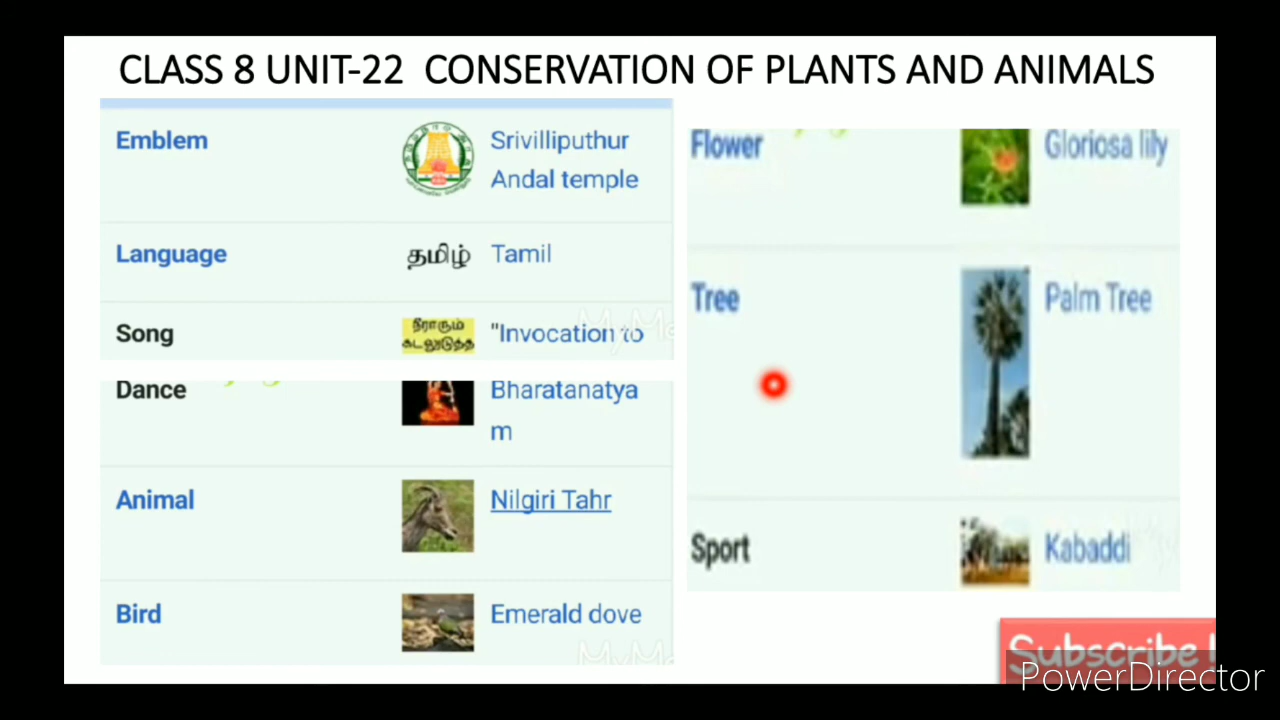 CLASS 8 UNIT-22 CONSERVATION OF PLANTS AND ANIMALS
Emblem
Srivilliputhur
Andal temple
Language
தமிழ்
Tamil
Song
நீராரும்
கடலுடுத்த
"Invocation to
Dance
Bharatanatya
m
Animal
Nilgiri Tahr
Bird
Emerald dove
Flower
Gloriosa lily
Tree
Palm Tree
Sport
Kabaddi
Subscribe !
PowerDirector